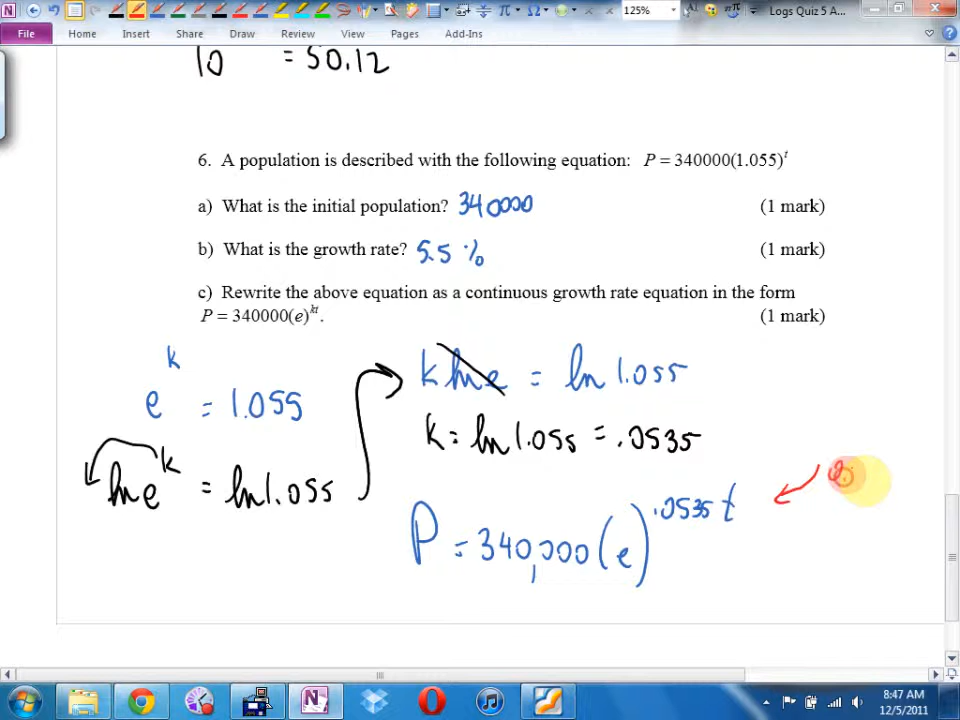 125%
Logs Quiz 5 A...
File Home Insert Share Draw Review View Pages Add-Ins
10 = 50.12
6. A population is described with the following equation: P = 340000(1.055)^t
a) What is the initial population? 340000 (1 mark)
b) What is the growth rate? 5.5 % (1 mark)
c) Rewrite the above equation as a continuous growth rate equation in the form
P = 340000(e)^kt. (1 mark)
e^k = 1.055
ln e^k = ln 1.055
k ln e = ln 1.055
k = ln 1.055 = .0535
P = 340,000 (e)^.0535 t
8:47 AM
12/5/2011